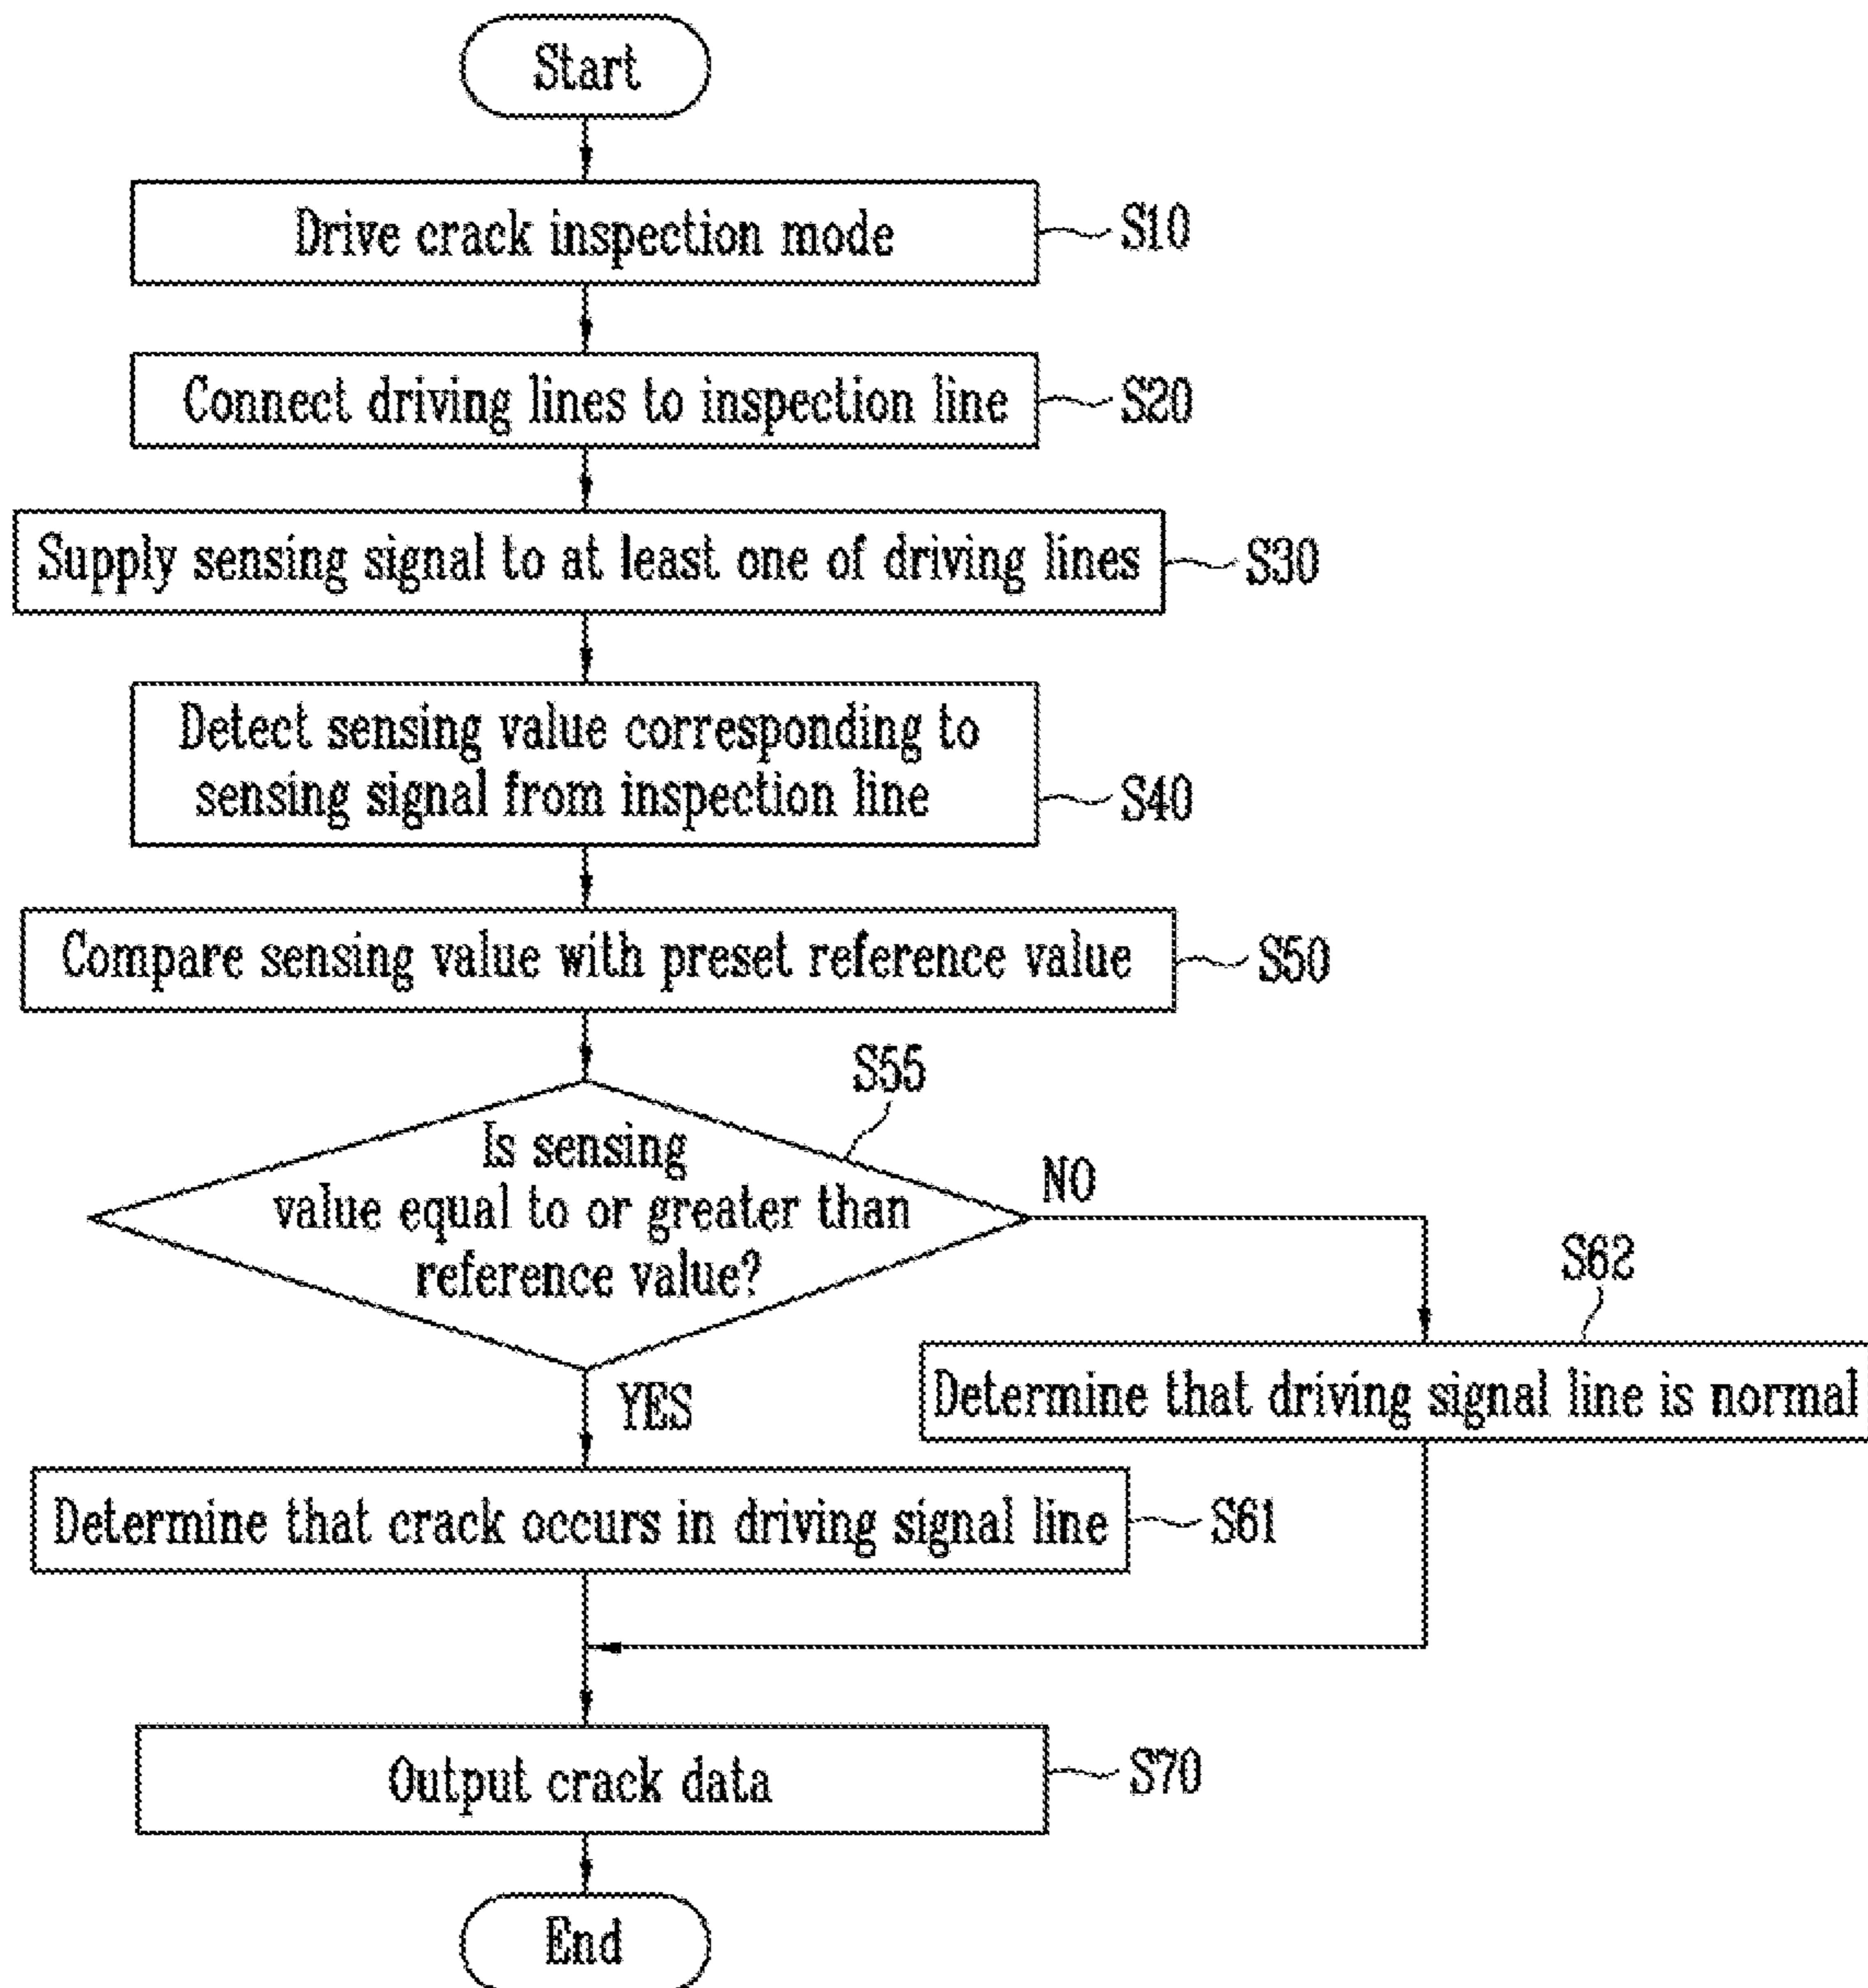 Start
Drive crack inspection mode
S10
Connect driving lines to inspection line
S20
Supply sensing signal to at least one of driving lines
S30
Detect sensing value corresponding to
sensing signal from inspection line
S40
Compare sensing value with preset reference value
S50
S55
Is sensing
value equal to or greater than
reference value?
NO
YES
S62
Determine that driving signal line is normal
Determine that crack occurs in driving signal line
S61
Output crack data
S70
End